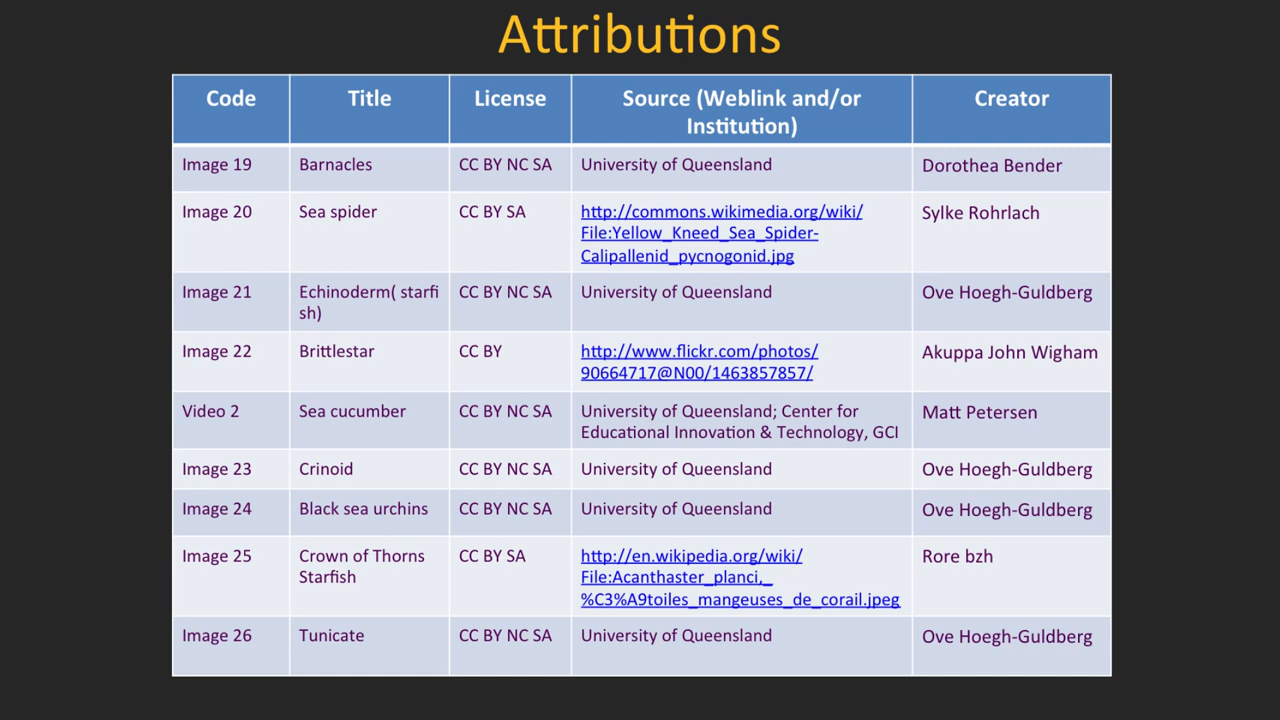 Attributions
Code Title License Source (Weblink and/or
Institution) Creator
Image 19 Barnacles CC BY NC SA University of Queensland Dorothea Bender
Image 20 Sea spider CC BY SA http://commons.wikimedia.org/wiki/ Sylke Rohrlach
File:Yellow_Kneed_Sea_Spider-
Calipallenid_pycnogonid.jpg
Image 21 Echinoderm( starfi CC BY NC SA University of Queensland Ove Hoegh-Guldberg
sh)
Image 22 Brittlestar CC BY http://www.flickr.com/photos/ Akuppa John Wigham
90664717@N00/1463857857/
Video 2 Sea cucumber CC BY NC SA University of Queensland; Center for Matt Petersen
Educational Innovation & Technology, GCI
Image 23 Crinoid CC BY NC SA University of Queensland Ove Hoegh-Guldberg
Image 24 Black sea urchins CC BY NC SA University of Queensland Ove Hoegh-Guldberg
Image 25 Crown of Thorns CC BY SA http://en.wikipedia.org/wiki/ Rore bzh
Starfish File:Acanthaster_planci,_
%C3%A9toiles_mangeuses_de_corail.jpeg
Image 26 Tunicate CC BY NC SA University of Queensland Ove Hoegh-Guldberg